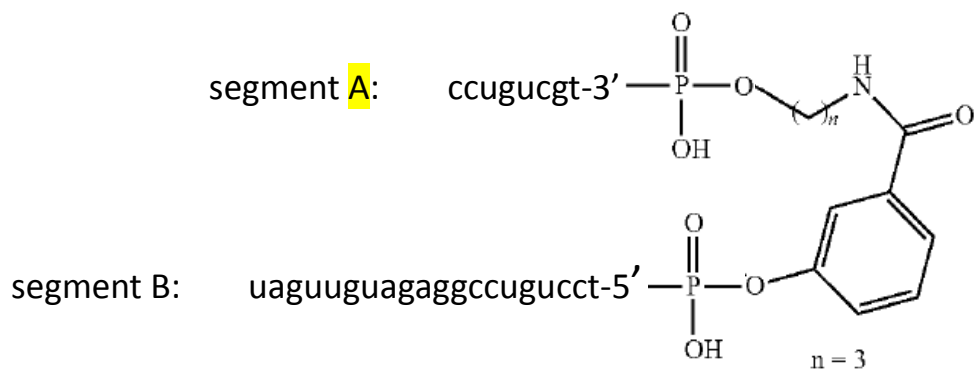 O
H
segment A: ccugucgt-3’ P O ( )n N
O
OH
O
segment B: uaguuguagaggccugucct-5’ P O
OH
n = 3